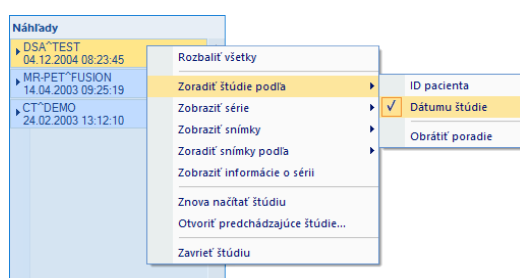 Náhľady
DSA^TEST
04.12.2004 08:23:45
MR-PET^FUSION
14.04.2003 09:25:19
CT^DEMO
24.02.2003 13:12:10
Rozbaliť všetky
Zoradiť štúdie podľa
Zobraziť série
Zobraziť snímky
Zoradiť snímky podľa
Zobraziť informácie o sérii
Znova načítať štúdiu
Otvoriť predchádzajúce štúdie...
Zavrieť štúdiu
ID pacienta
Dátumu štúdie
Obrátiť poradie